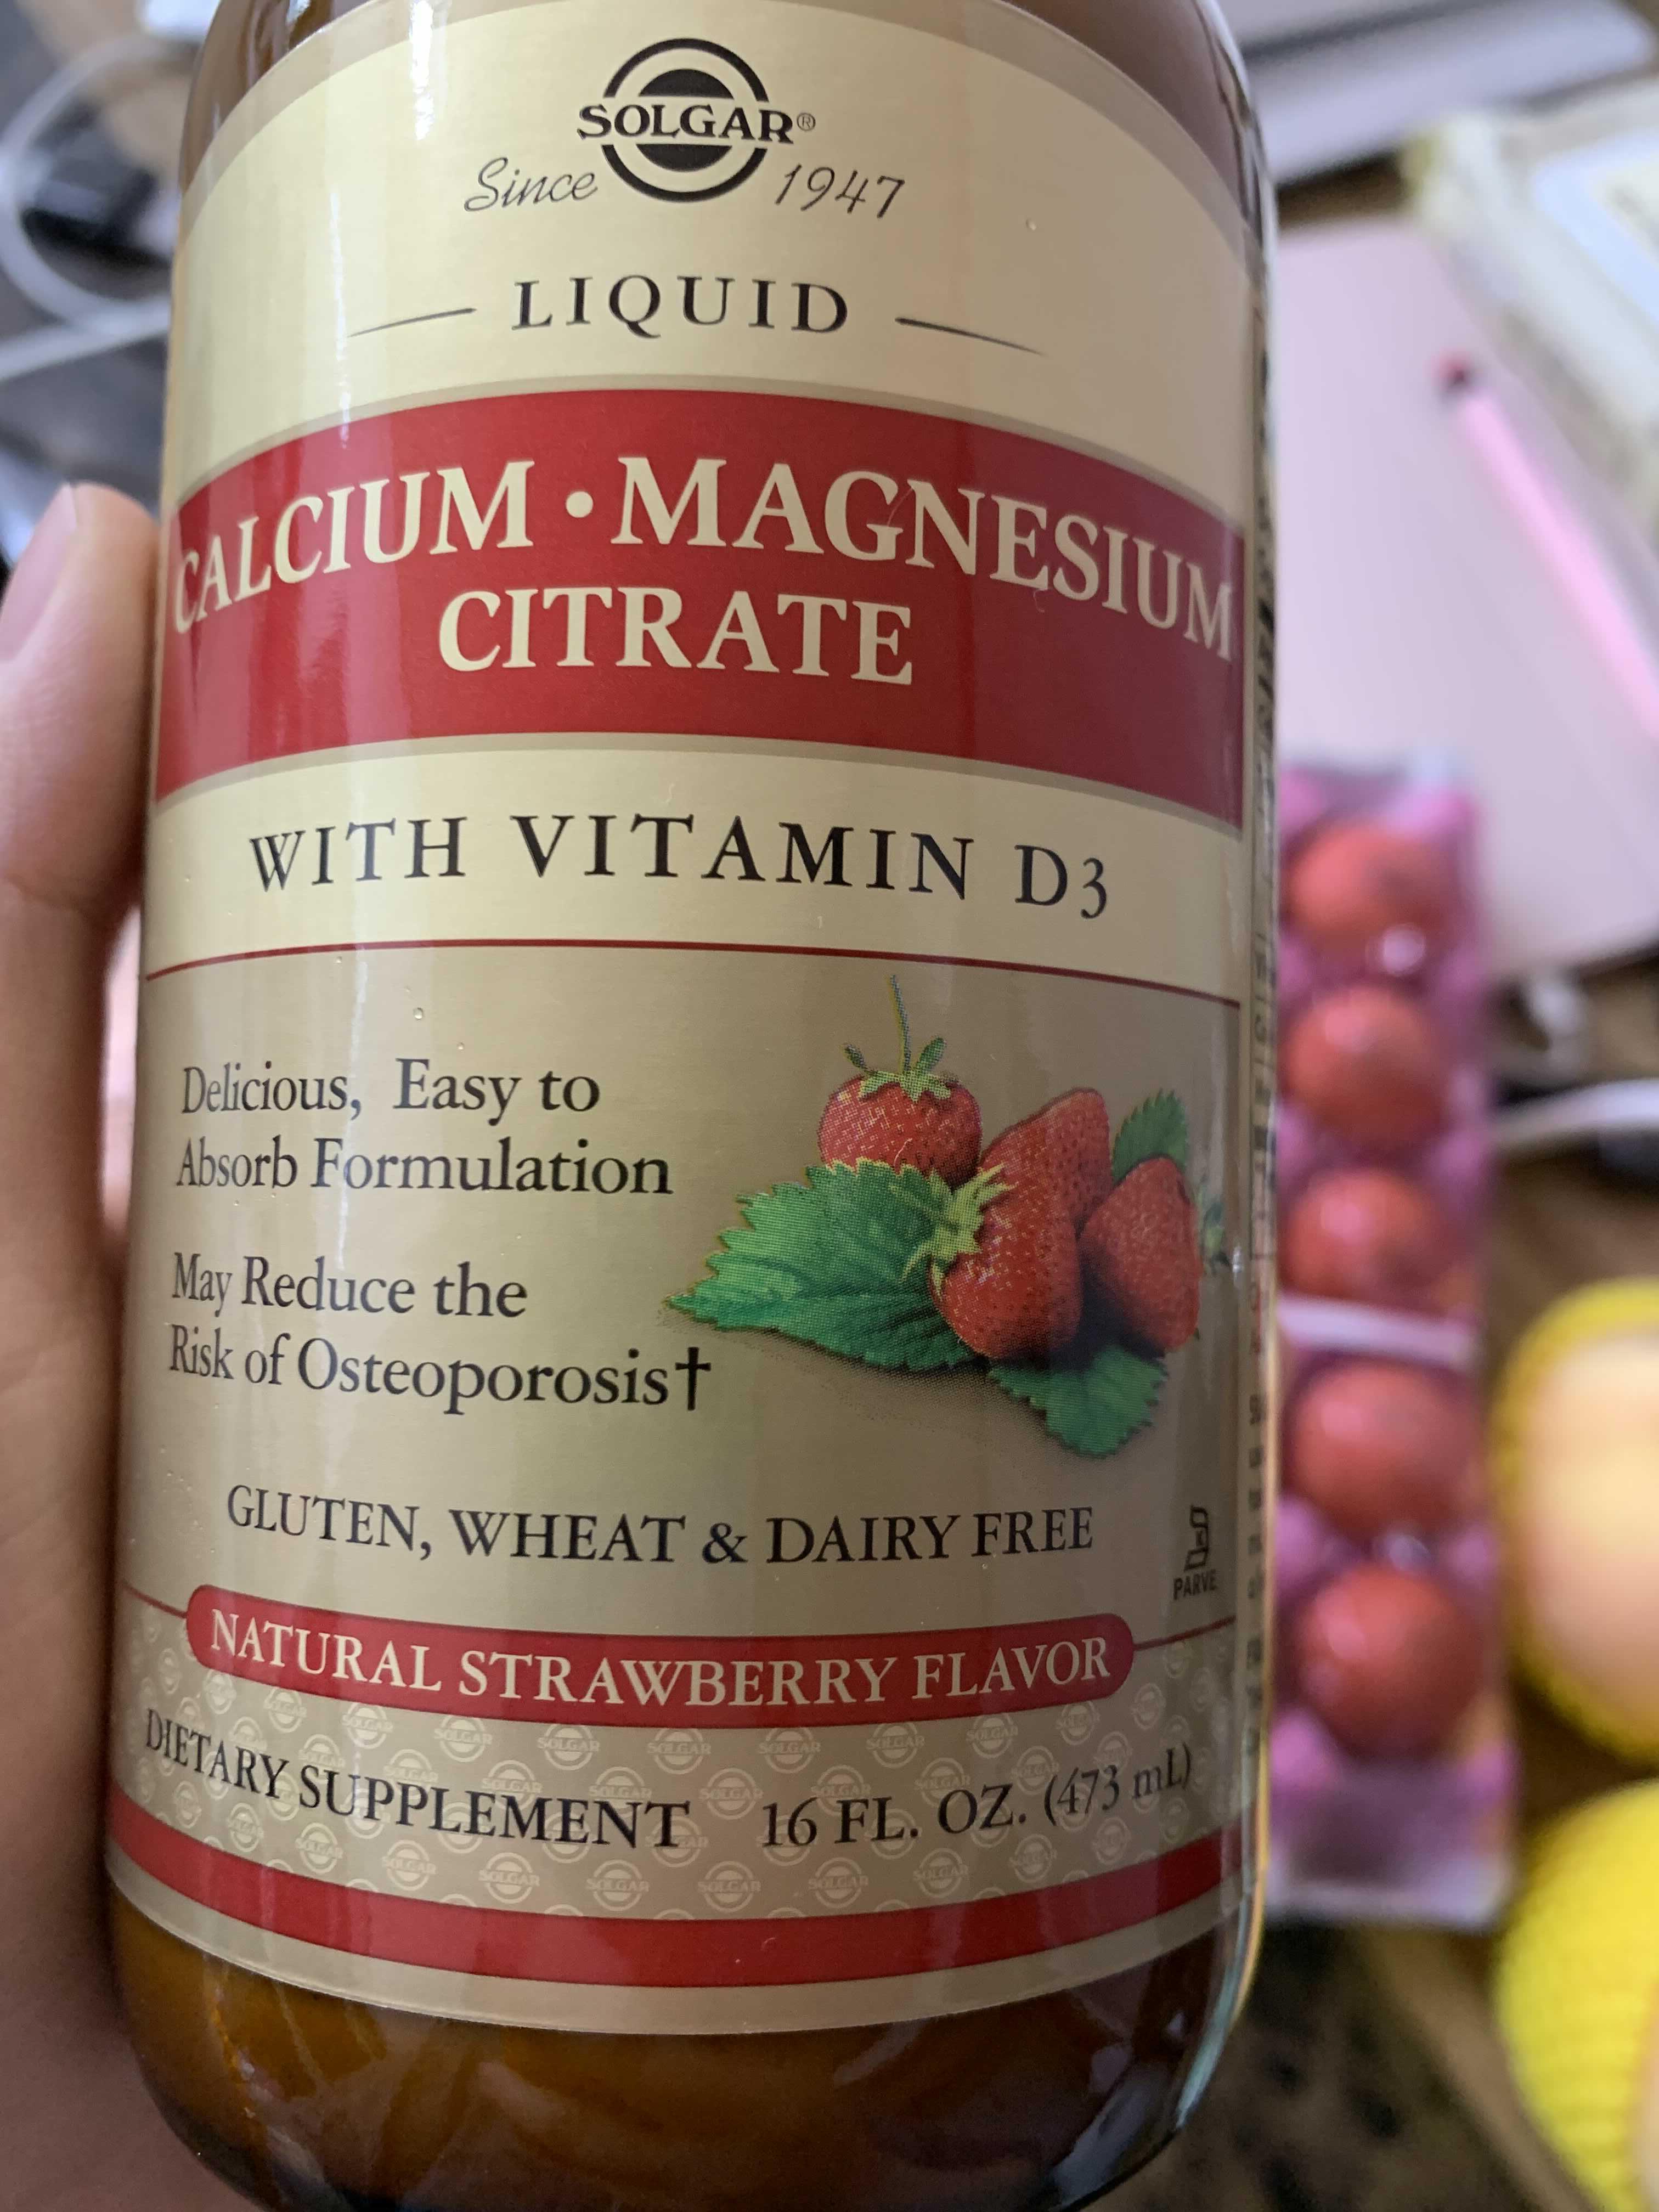 SOLGAR®
Since 1947
LIQUID
CALCIUM • MAGNESIUM
CITRATE
WITH VITAMIN D3
Delicious, Easy to
Absorb Formulation
May Reduce the
Risk of Osteoporosis†
GLUTEN, WHEAT & DAIRY FREE
PARVE
NATURAL STRAWBERRY FLAVOR
DIETARY SUPPLEMENT 16 FL. OZ. (473 mL)